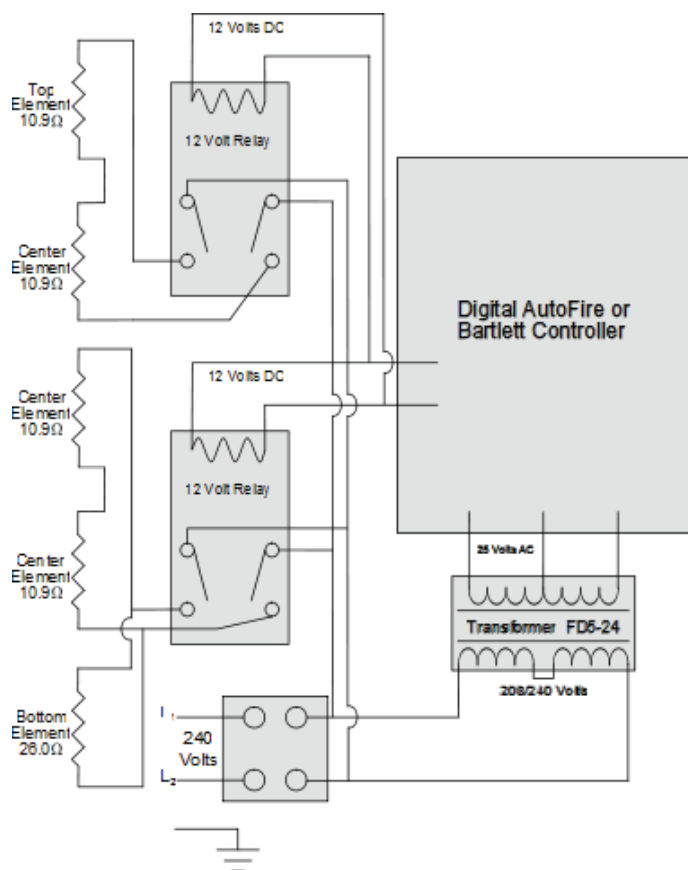 12 Volts DC
Top
Element
10.9Ω
12 Volt Relay
Center
Element
10.9Ω
Digital AutoFire or
Bartlett Controller
12 Volts DC
Center
Element
10.9Ω
12 Volt Relay
Center
Element
10.9Ω
25 Volts AC
Transformer FD5-24
208/240 Volts
Bottom
Element
26.0Ω
L1
240
Volts
L2